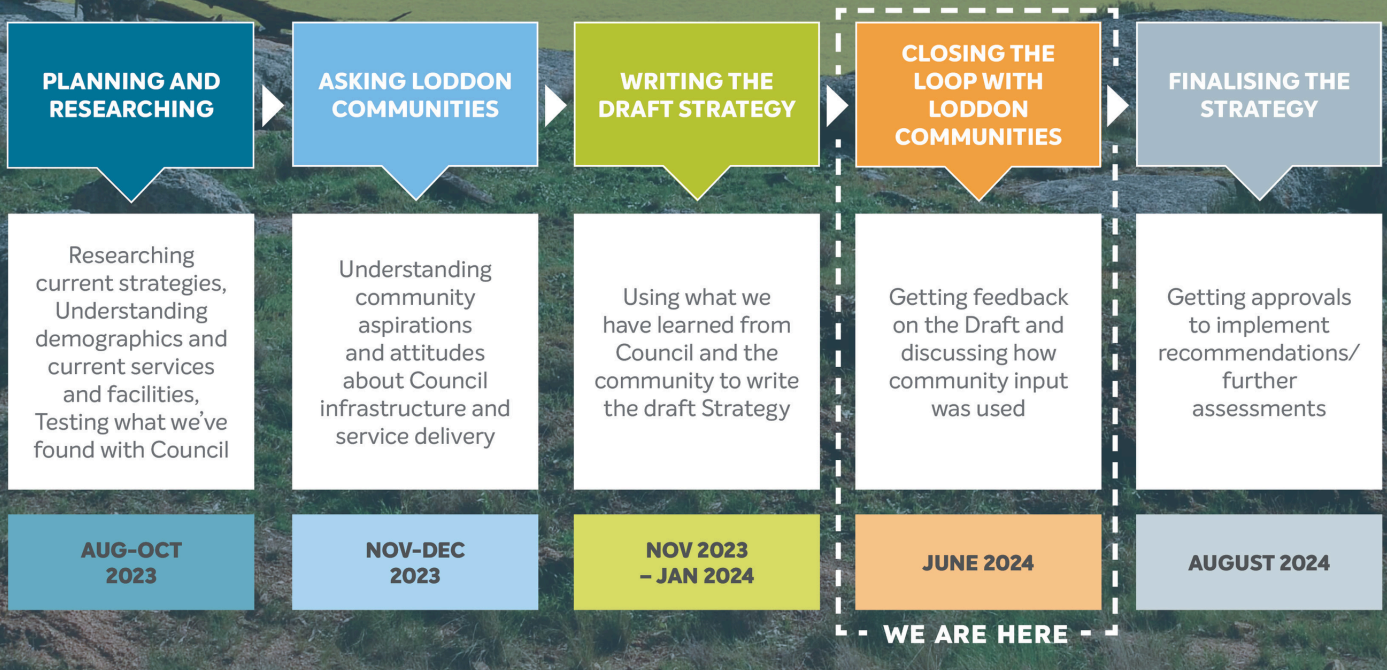 PLANNING AND
RESEARCHING
ASKING LODDON
COMMUNITIES
WRITING THE
DRAFT STRATEGY
CLOSING THE
LOOP WITH
LODDON
COMMUNITIES
FINALISING THE
STRATEGY
Researching
current strategies,
Understanding
demographics and
current services
and facilities,
Testing what we've
found with Council
Understanding
community
aspirations
and attitudes
about Council
infrastructure and
service delivery
Using what we
have learned from
Council and the
community to write
the draft Strategy
Getting feedback
on the Draft and
discussing how
community input
was used
Getting approvals
to implement
recommendations/
further
assessments
AUG-OCT
2023
NOV-DEC
2023
NOV 2023
– JAN 2024
JUNE 2024
AUGUST 2024
WE ARE HERE